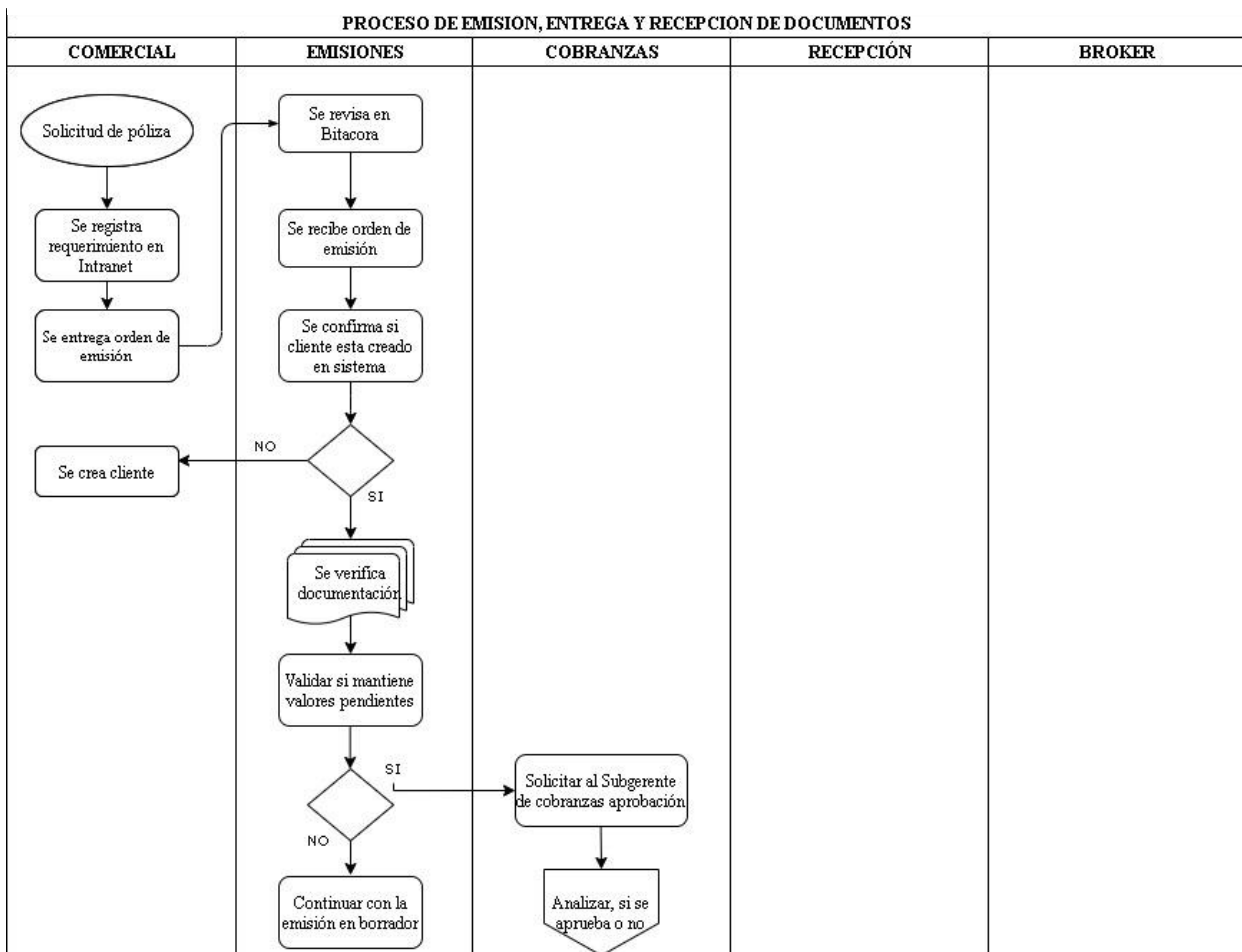 PROCESO DE EMISION, ENTREGA Y RECEPCION DE DOCUMENTOS
COMERCIAL
EMISIONES
COBRANZAS
RECEPCIÓN
BROKER
Solicitud de póliza
Se registra
requerimiento en
Intranet
Se entrega orden de
emisión
Se revisa en
Bitacora
Se recibe orden de
emisión
Se confirma si
cliente esta creado
en sistema
NO
Se crea cliente
SI
Se verifica
documentación
Validar si mantiene
valores pendientes
SI
Solicitar al Subgerente
de cobranzas aprobación
NO
Continuar con la
emisión en borrador
Analizar, si se
aprueba o no